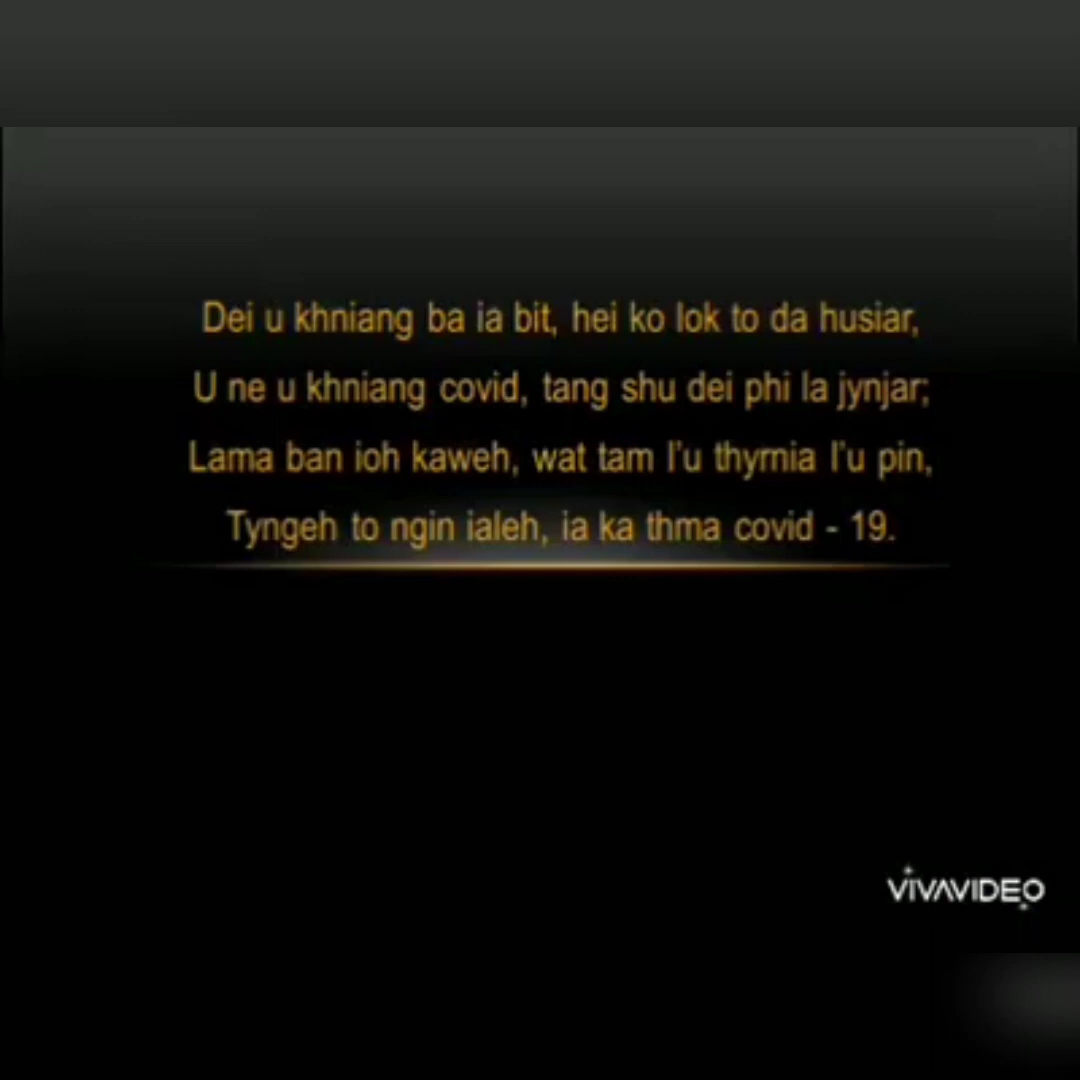 Dei u khniang ba ia bit, hei ko lok to da husiar,
U ne u khniang covid, tang shu dei phi la jynjar;
Lama ban ioh kaweh, wat tam l'u thymia l'u pin,
Tyngeh to ngin ialeh, ia ka thma covid - 19.
VIVAVIDEO